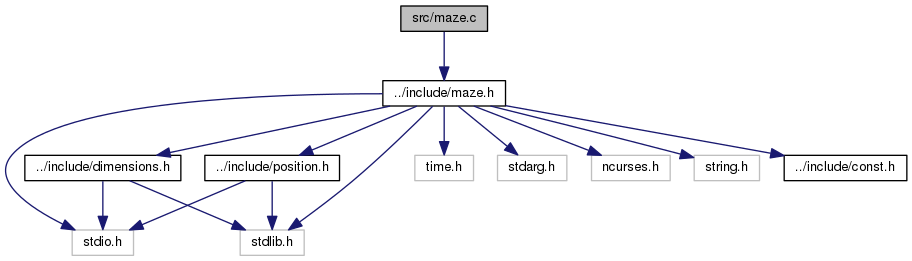 src/maze.c
../include/maze.h
../include/dimensions.h
../include/position.h
time.h
stdarg.h
ncurses.h
string.h
../include/const.h
stdio.h
stdlib.h